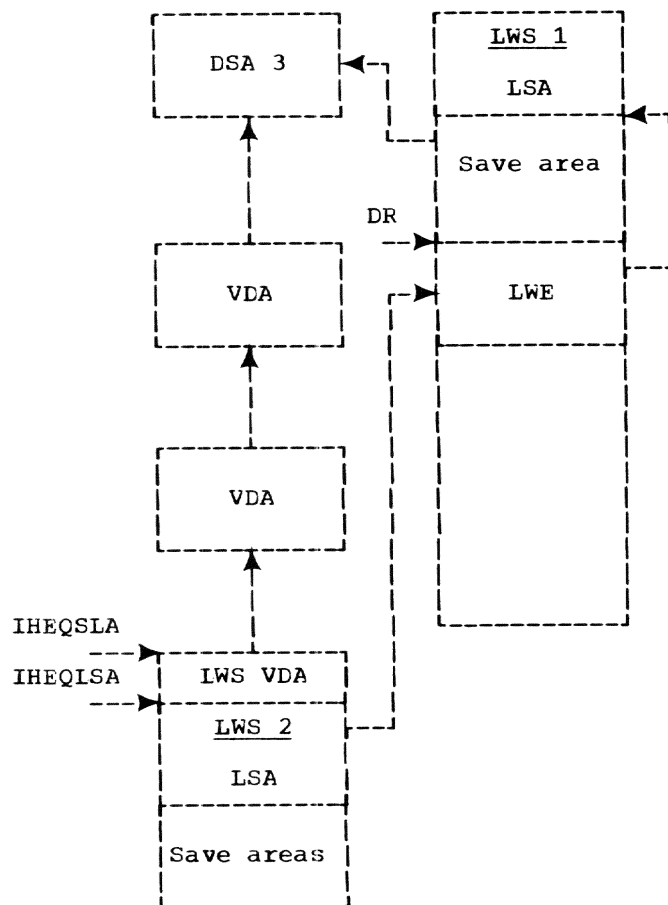 LWS 1
DSA 3
LSA
Save area
DR
VDA
LWE
VDA
IHEQSLA
LWS VDA
IHEQLSA
LWS 2
LSA
Save areas